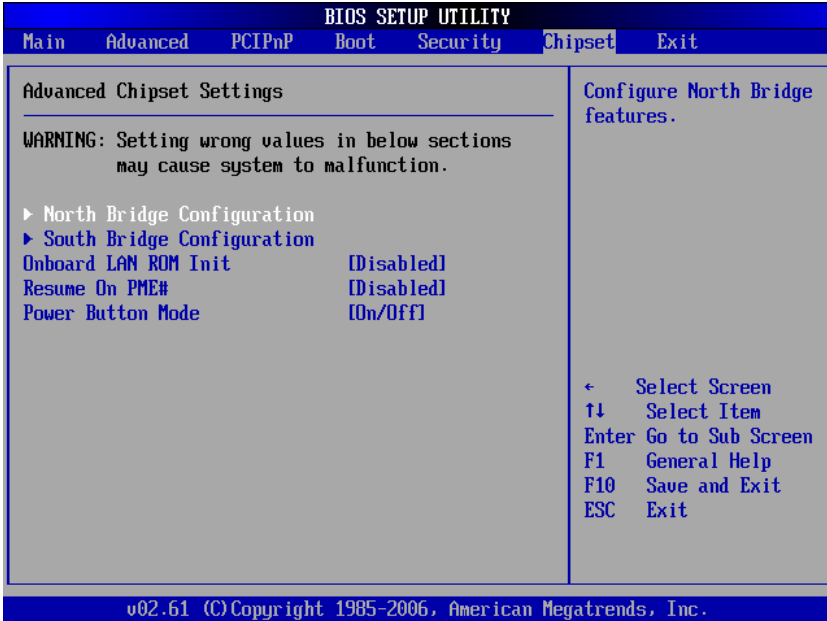 BIOS SETUP UTILITY
Main Advanced PCIPnP Boot Security Chipset Exit
Advanced Chipset Settings
WARNING: Setting wrong values in below sections
may cause system to malfunction.
▶ North Bridge Configuration
▶ South Bridge Configuration
Onboard LAN ROM Init [Disabled]
Resume On PME# [Disabled]
Power Button Mode [On/Off]
Configure North Bridge
features.
← Select Screen
↑↓ Select Item
Enter Go to Sub Screen
F1 General Help
F10 Save and Exit
ESC Exit
v02.61 (C)Copyright 1985-2006, American Megatrends, Inc.